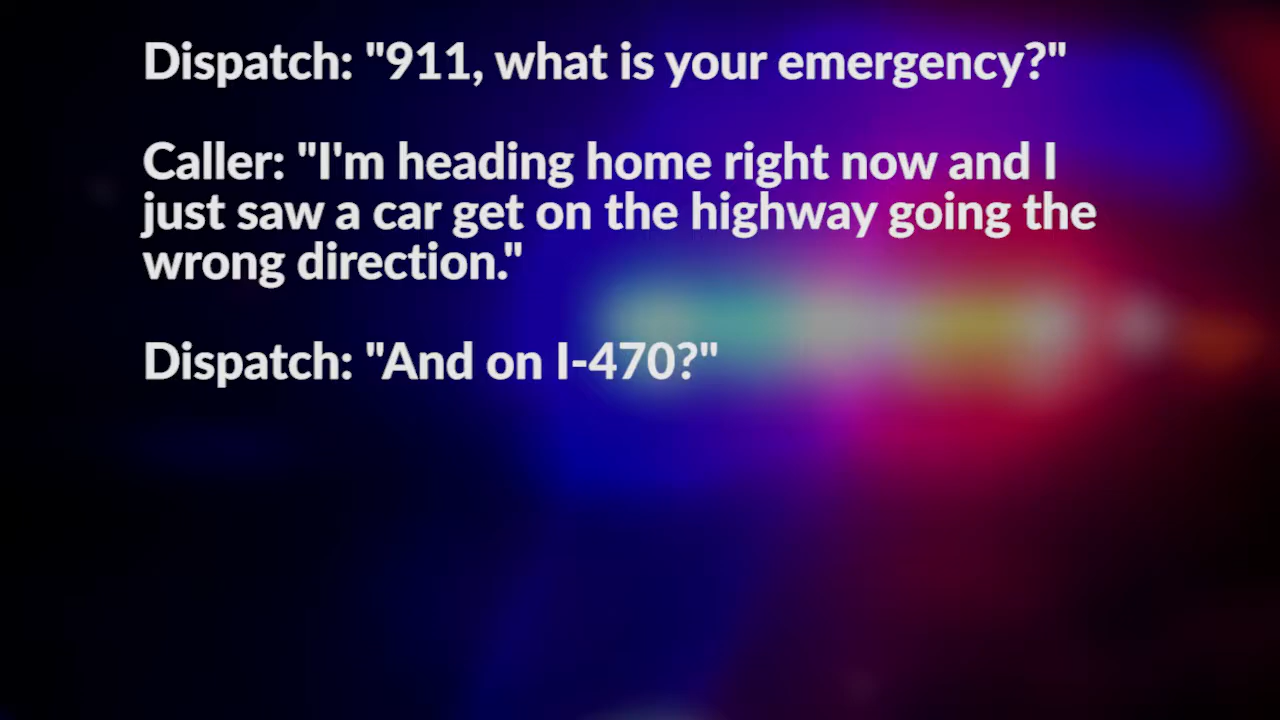 Dispatch: "911, what is your emergency?"
Caller: "I'm heading home right now and I
just saw a car get on the highway going the
wrong direction."
Dispatch: "And on I-470?"